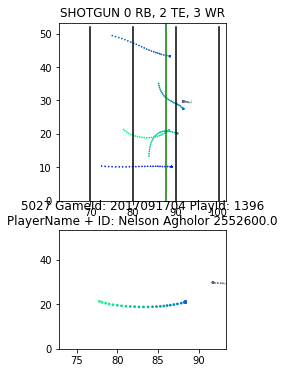 SHOTGUN 0 RB, 2 TE, 3 WR
50
40
30
20
10
0
70 80 90 100
5027 GameId: 2017091704 PlayId: 1396
PlayerName + ID: Nelson Agholor 2552600.0
40
20
0
75 80 85 90